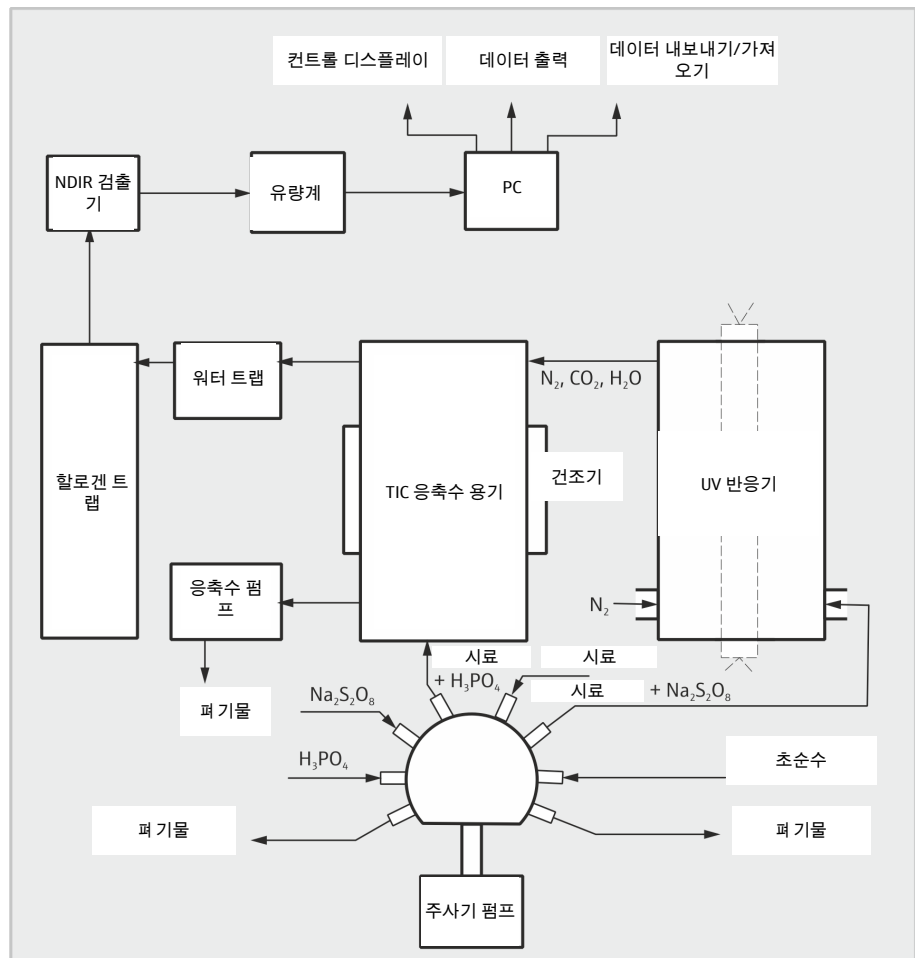 컨트롤 디스플레이
데이터 출력
데이터 내보내기/가져
오기
NDIR 검출
기
유량계
PC
할로겐 트
랩
워터 트랩
TIC 응축수 용기
건조기
N₂, CO₂, H₂O
UV 반응기
응축수 펌
프
N₂
폐 기물
시료
+ H₃PO₄
시료
시료 + Na₂S₂O₈
Na₂S₂O₈
H₃PO₄
초순수
폐 기물
폐 기물
주사기 펌프